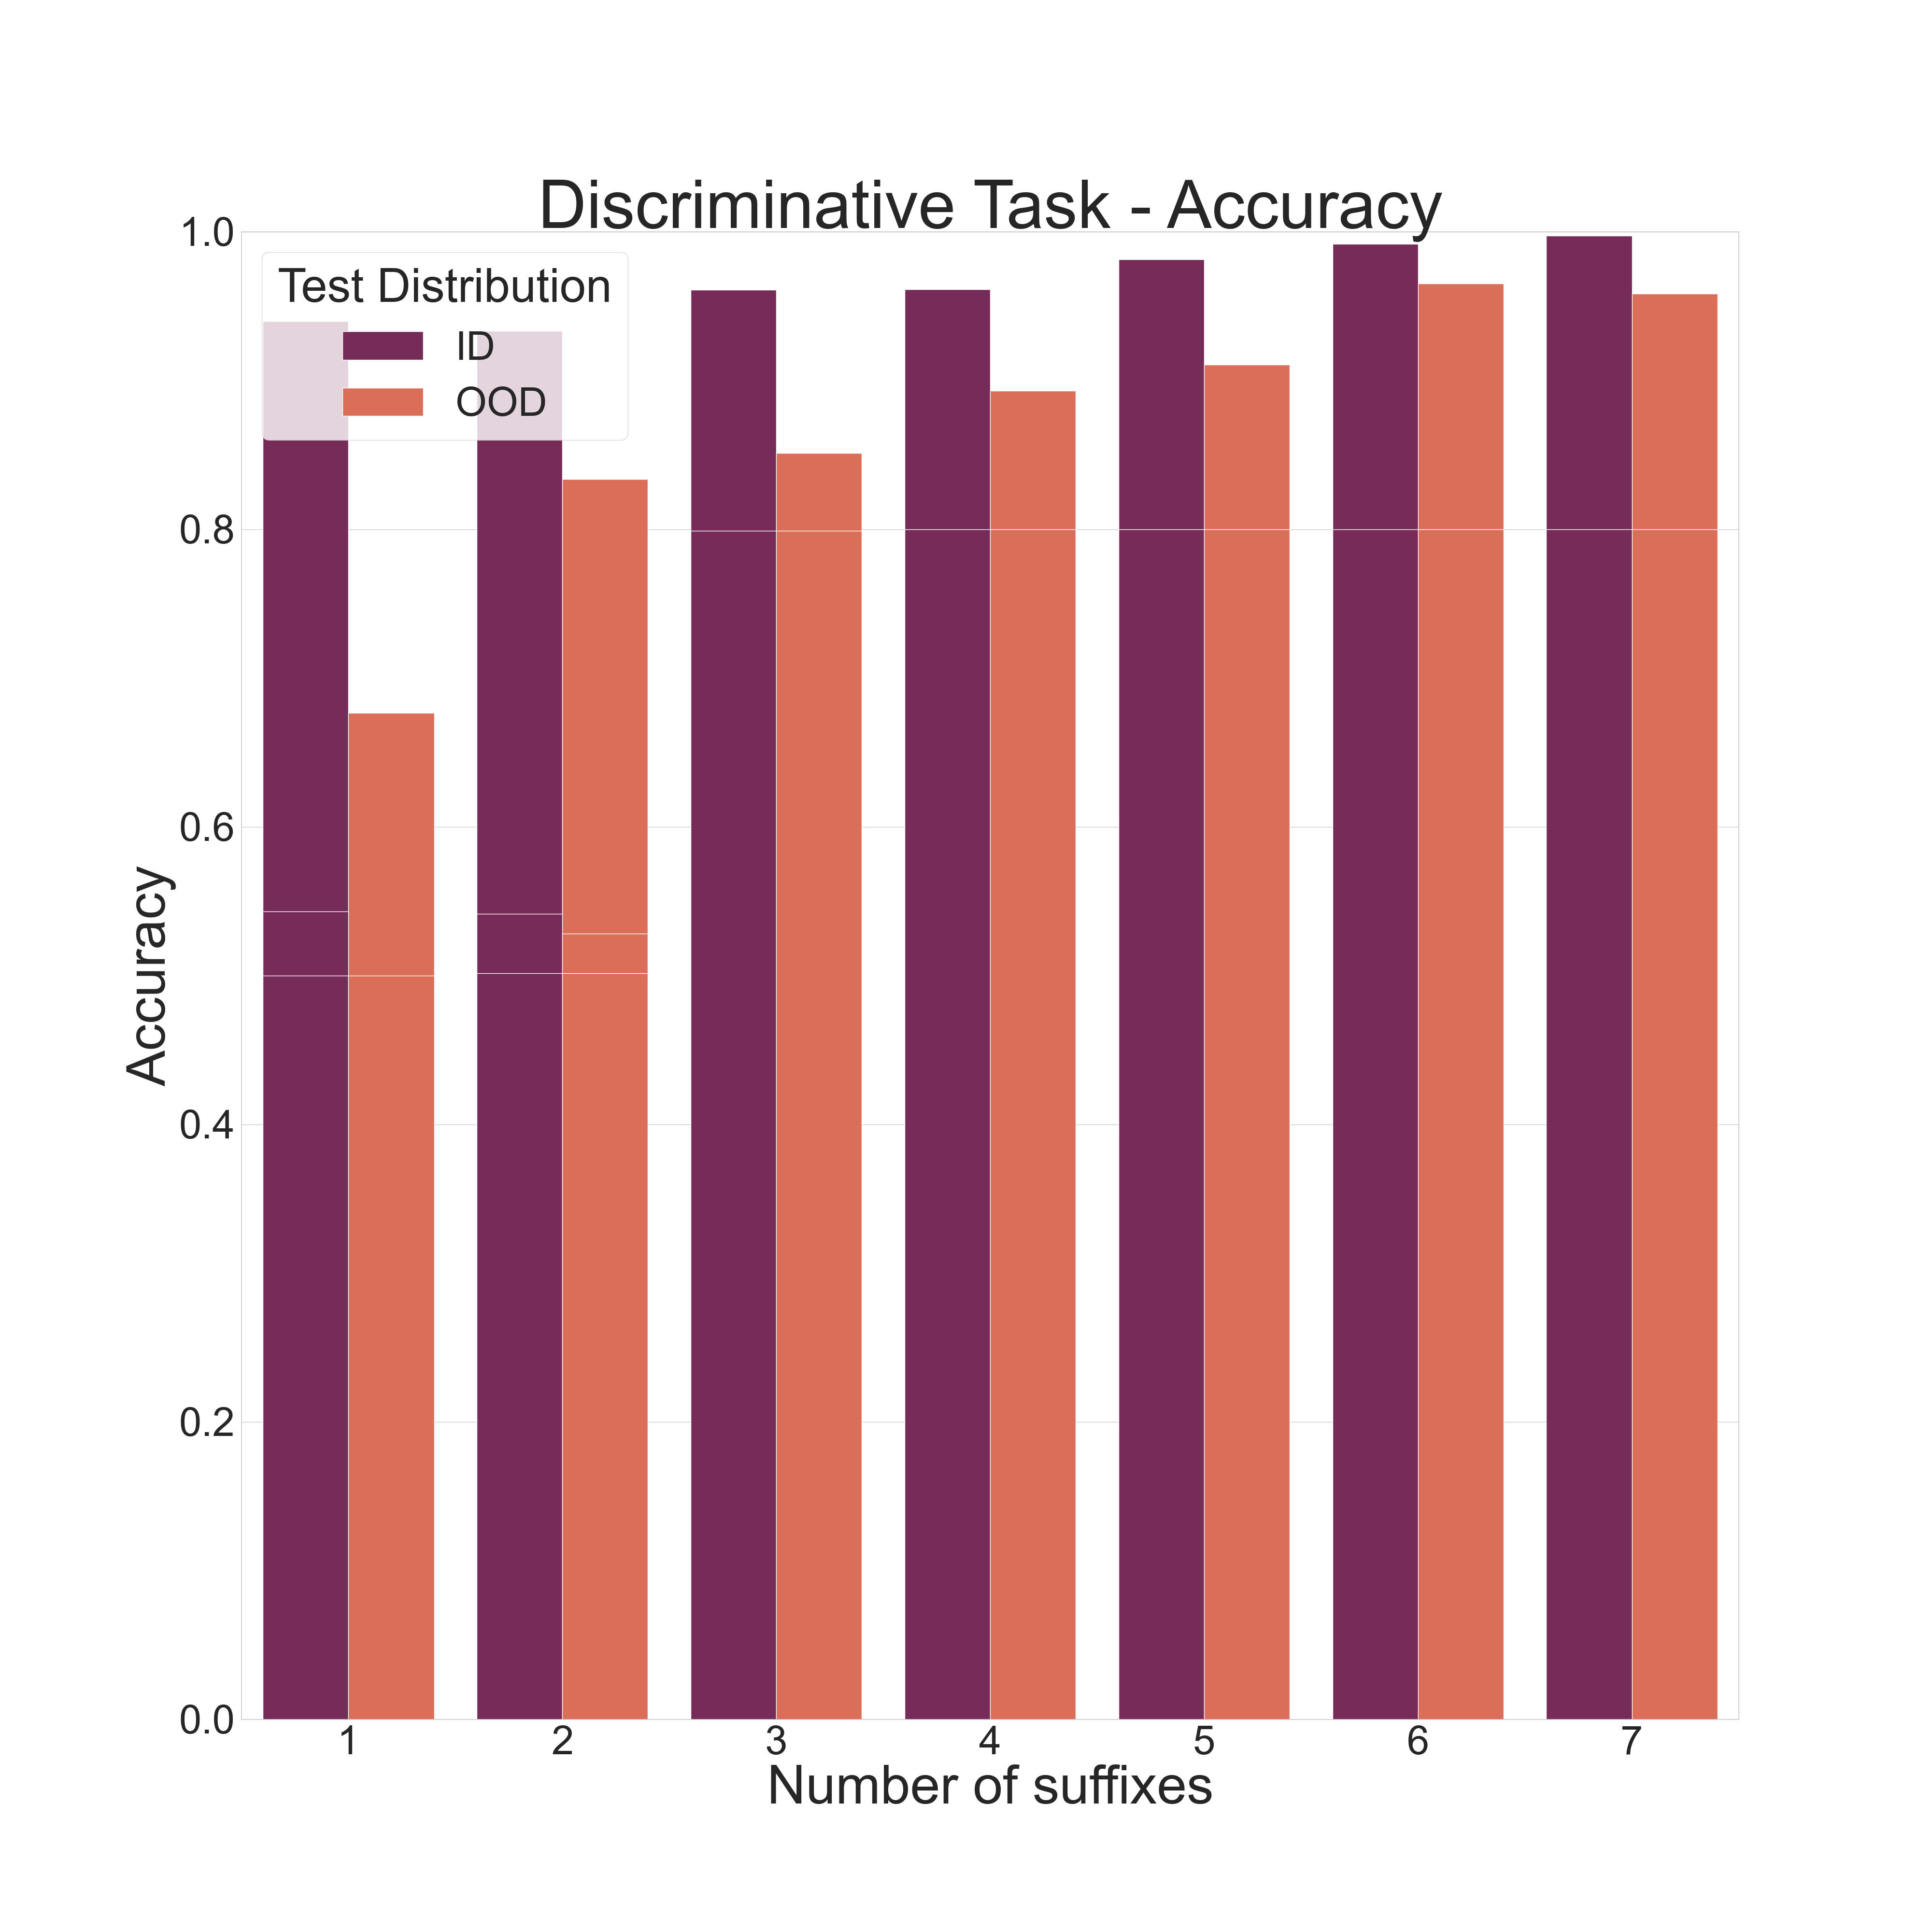 Discriminative Task - Accuracy
1.0
Test Distribution
ID
OOD
0.8
0.6
0.4
0.2
0.0
Accuracy
1 2 3 4 5 6 7
Number of suffixes